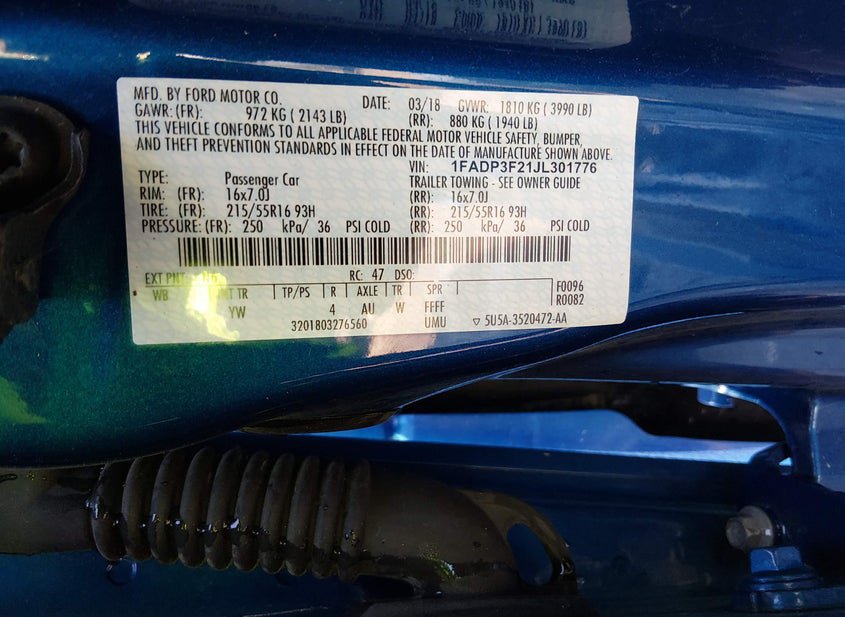 MFD. BY FORD MOTOR CO. DATE: 03/18 GVWR: 1810 KG ( 3990 LB)
GAWR: (FR): 972 KG ( 2143 LB) (RR): 880 KG ( 1940 LB)
THIS VEHICLE CONFORMS TO ALL APPLICABLE FEDERAL MOTOR VEHICLE SAFETY, BUMPER,
AND THEFT PREVENTION STANDARDS IN EFFECT ON THE DATE OF MANUFACTURE SHOWN ABOVE.
VIN: 1FADP3F21JL301776
TYPE: Passenger Car TRAILER TOWING - SEE OWNER GUIDE
RIM: (FR): 16x7.0J (RR): 16x7.0J
TIRE: (FR): 215/55R16 93H (RR): 215/55R16 93H
PRESSURE: (FR): 250 kPa/ 36 PSI COLD (RR): 250 kPa/ 36 PSI COLD
EXT PNT: RC: 47 DSO: F0096
WB INT TR TP/PS R AXLE TR SPR R0082
YW 4 AU W FFFF
3201803276560 UMU 5U5A-3520472-AA